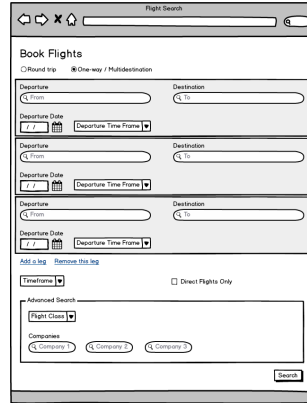 Flight Search
Book Flights
Round trip One-way / Multidestination
Departure Destination
From To
Departure Date
/ / Departure Time Frame
Departure Destination
From To
Departure Date
/ / Departure Time Frame
Departure Destination
From To
Departure Date
/ / Departure Time Frame
Add a leg Remove this leg
Timeframe Direct Flights Only
Advanced Search
Flight Class
Companies
Company 1 Company 2 Company 3
Search